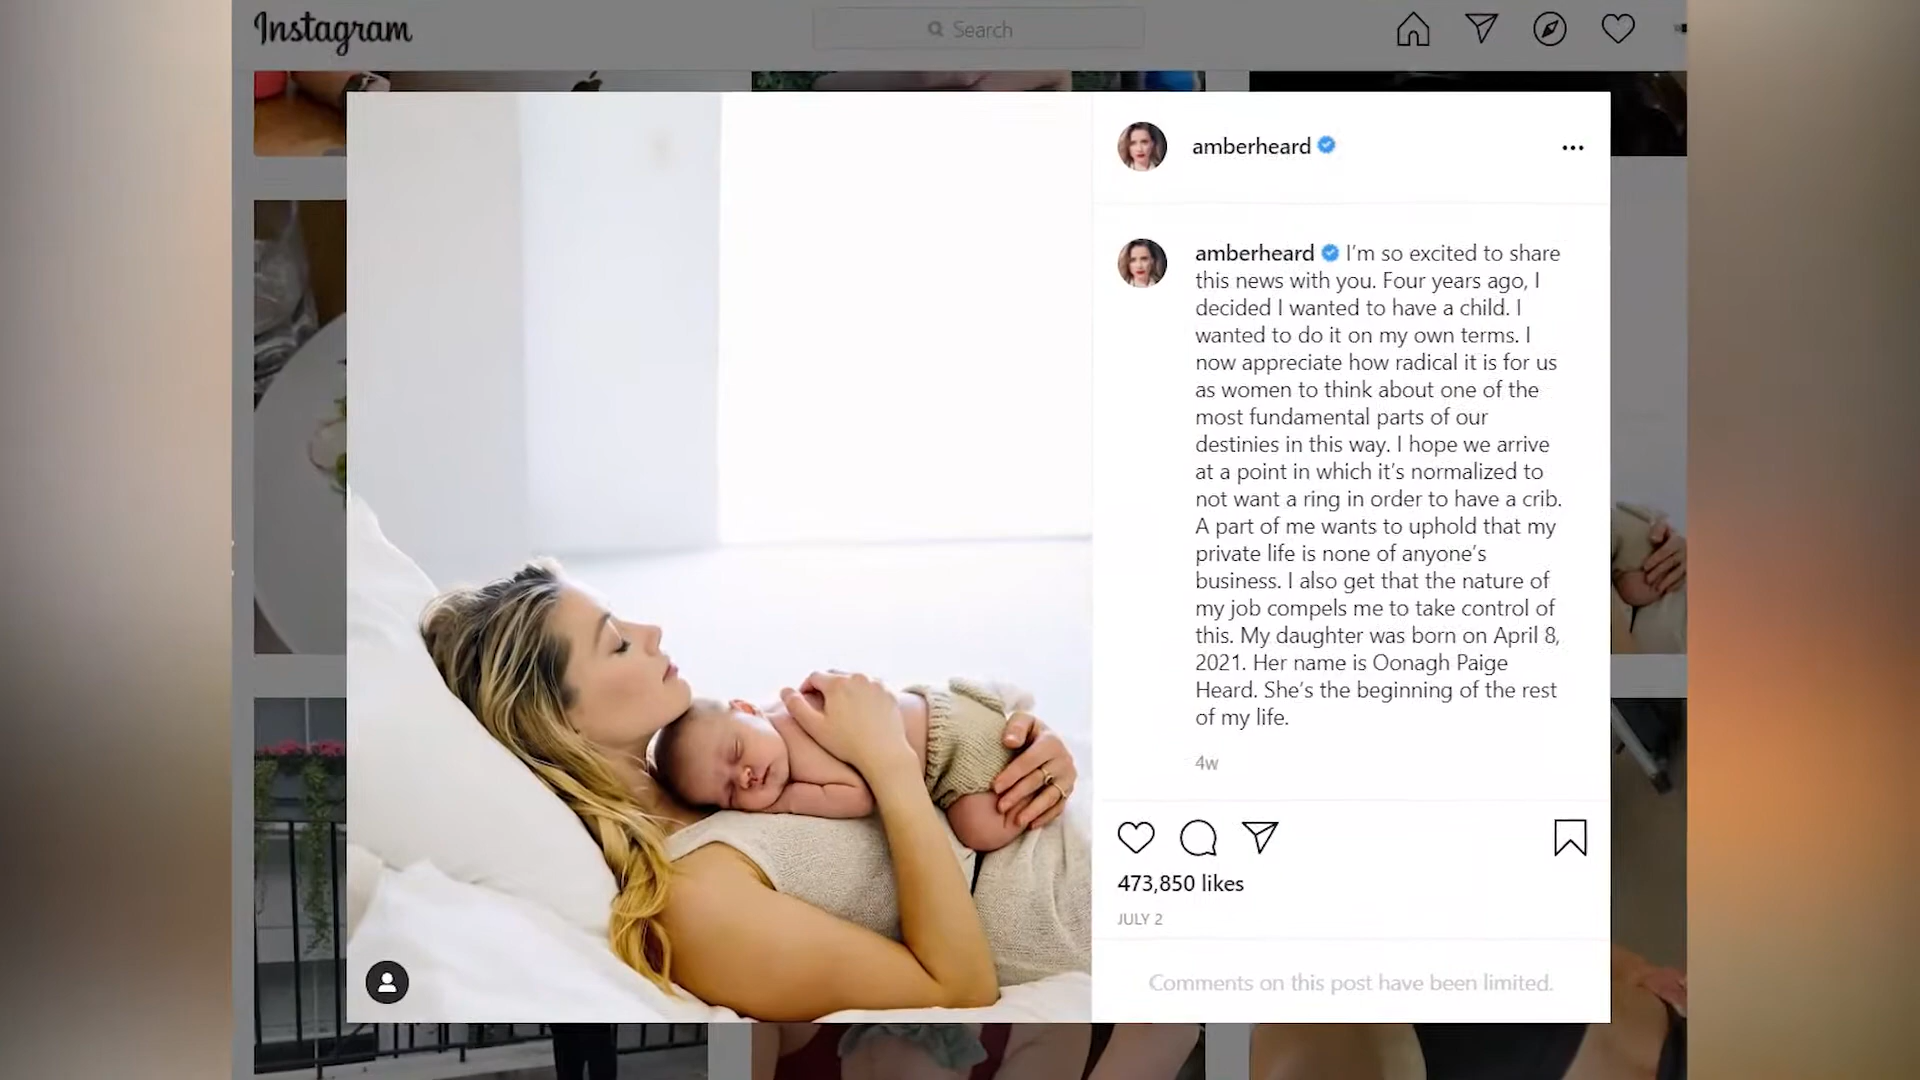 Instagram
Search
amberheard
...
amberheard I'm so excited to share
this news with you. Four years ago, I
decided I wanted to have a child. I
wanted to do it on my own terms. I
now appreciate how radical it is for us
as women to think about one of the
most fundamental parts of our
destinies in this way. I hope we arrive
at a point in which it's normalized to
not want a ring in order to have a crib.
A part of me wants to uphold that my
private life is none of anyone's
business. I also get that the nature of
my job compels me to take control of
this. My daughter was born on April 8,
2021. Her name is Oonagh Paige
Heard. She's the beginning of the rest
of my life.
4w
473,850 likes
JULY 2
Comments on this post have been limited.